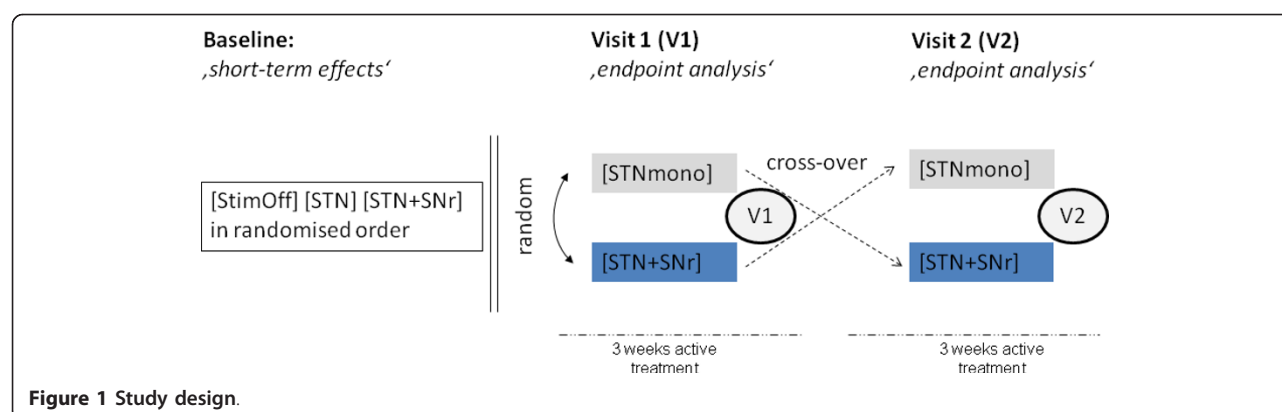 Baseline:
‚short-term effects‘
Visit 1 (V1)
‚endpoint analysis‘
Visit 2 (V2)
‚endpoint analysis‘
[StimOff] [STN] [STN+SNr]
in randomised order
random
[STNmono]
V1
[STN+SNr]
cross-over
[STNmono]
V2
[STN+SNr]
3 weeks active
treatment
3 weeks active
treatment
Figure 1 Study design.